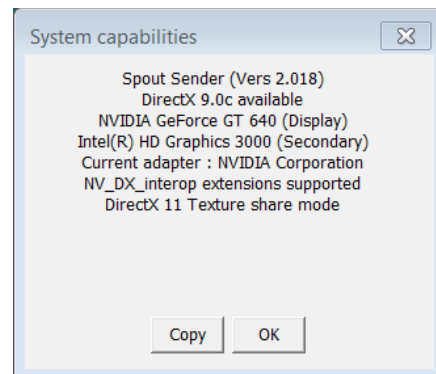 System capabilities
Spout Sender (Vers 2.018)
DirectX 9.0c available
NVIDIA GeForce GT 640 (Display)
Intel(R) HD Graphics 3000 (Secondary)
Current adapter : NVIDIA Corporation
NV_DX_interop extensions supported
DirectX 11 Texture share mode
Copy OK